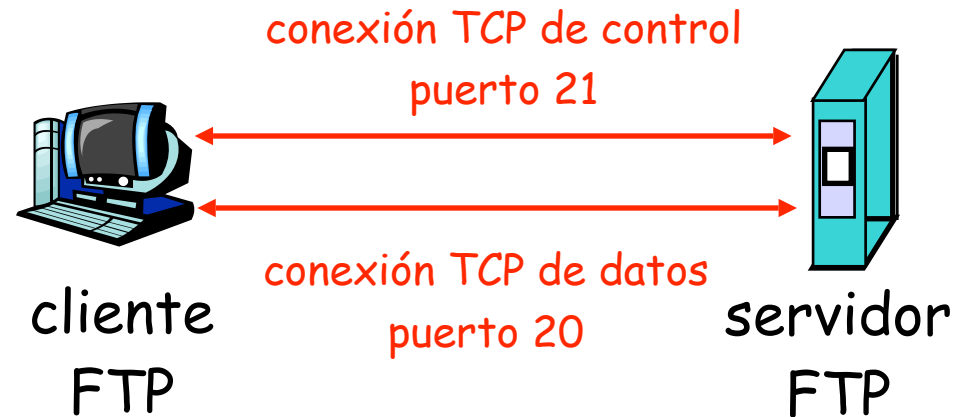 conexión TCP de control
puerto 21
conexión TCP de datos
puerto 20
cliente
FTP
servidor
FTP